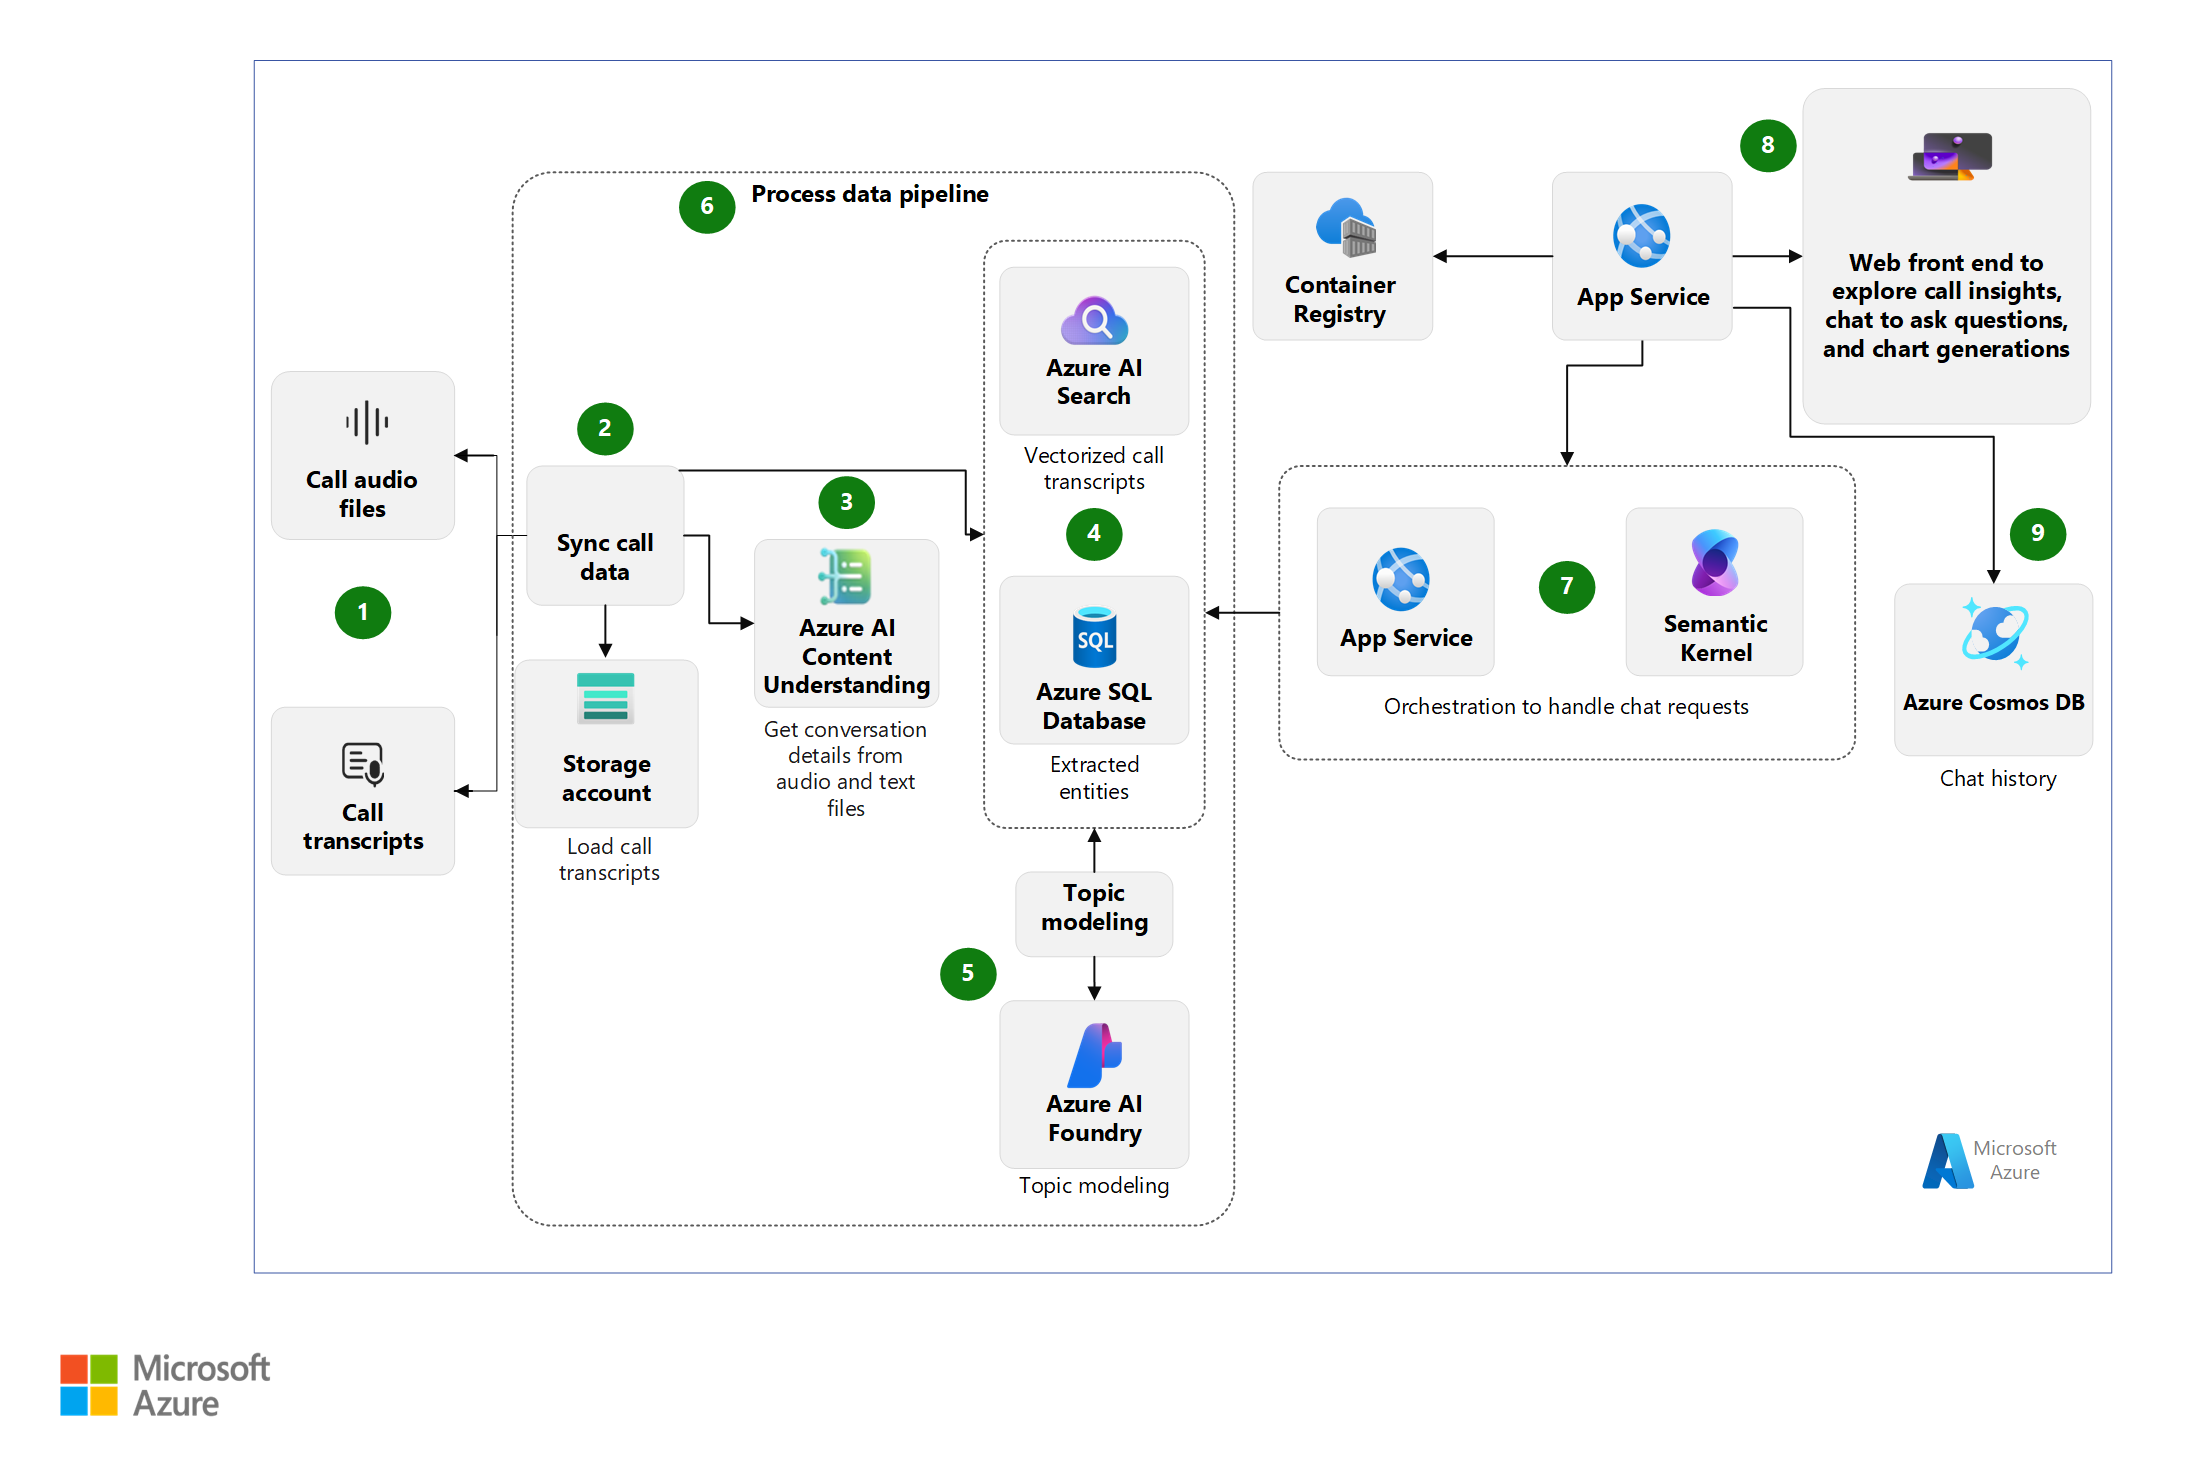 6
Process data pipeline
8
Web front end to
explore call insights,
chat to ask questions,
and chart generations
Container
Registry
App Service
Azure AI
Search
Vectorized call
transcripts
Call audio
files
2
Sync call
data
3
Azure AI
Content
Understanding
Get conversation
details from
audio and text
files
4
SQL
Azure SQL
Database
Extracted
entities
1
Call
transcripts
Storage
account
Load call
transcripts
App Service
7
Semantic
Kernel
Orchestration to handle chat requests
9
Azure Cosmos DB
Chat history
Topic
modeling
5
Azure AI
Foundry
Topic modeling
Microsoft
Azure
Microsoft
Azure